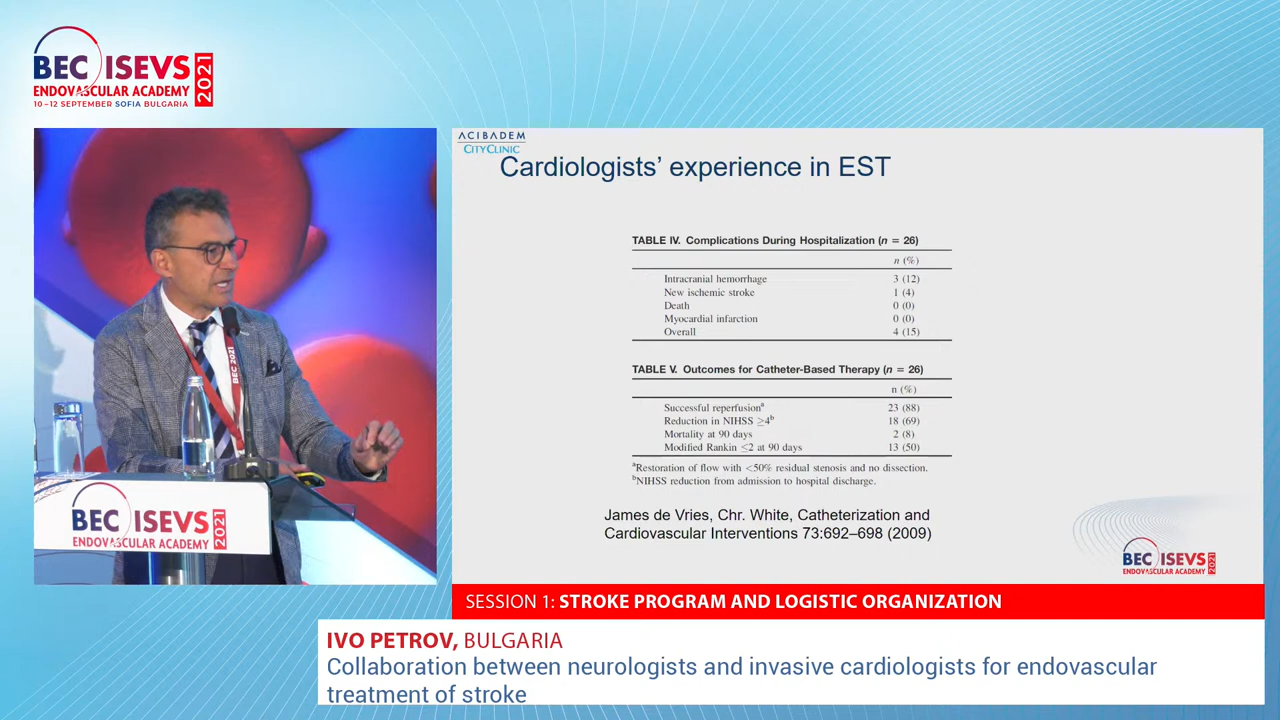 BEC ISEVS
ENDOVASCULAR ACADEMY
2021
10–12 SEPTEMBER SOFIA BULGARIA
BEC 2021
BEC ISEVS
ENDOVASCULAR ACADEMY
2021
ACIBADEM
CITYCLINIC
Cardiologists' experience in EST
TABLE IV. Complications During Hospitalization (n = 26)
n (%)
Intracranial hemorrhage 3 (12)
New ischemic stroke 1 (4)
Death 0 (0)
Myocardial infarction 0 (0)
Overall 4 (15)
TABLE V. Outcomes for Catheter-Based Therapy (n = 26)
n (%)
Successful reperfusionᵃ 23 (88)
Reduction in NIHSS ≥4ᵇ 18 (69)
Mortality at 90 days 2 (8)
Modified Rankin ≤2 at 90 days 13 (50)
ᵃRestoration of flow with <50% residual stenosis and no dissection.
ᵇNIHSS reduction from admission to hospital discharge.
James de Vries, Chr. White, Catheterization and
Cardiovascular Interventions 73:692–698 (2009)
BEC ISEVS
ENDOVASCULAR ACADEMY
2021
SESSION 1: STROKE PROGRAM AND LOGISTIC ORGANIZATION
IVO PETROV, BULGARIA
Collaboration between neurologists and invasive cardiologists for endovascular
treatment of stroke